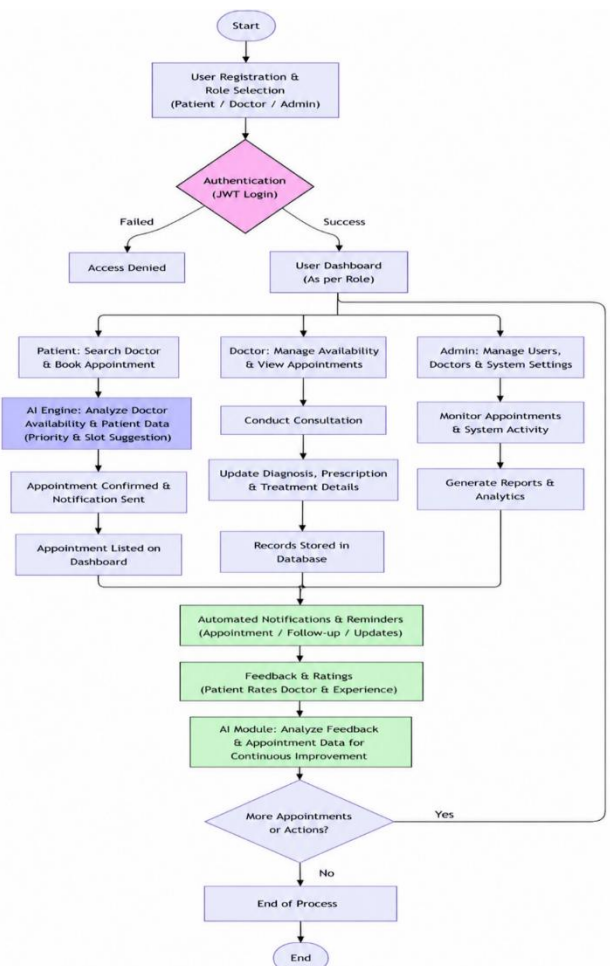 Start
User Registration &
Role Selection
(Patient / Doctor / Admin)
Authentication
(JWT Login)
Failed
Success
Access Denied
User Dashboard
(As per Role)
Patient: Search Doctor
& Book Appointment
AI Engine: Analyze Doctor
Availability & Patient Data
(Priority & Slot Suggestion)
Appointment Confirmed &
Notification Sent
Appointment Listed on
Dashboard
Doctor: Manage Availability
& View Appointments
Conduct Consultation
Update Diagnosis, Prescription
& Treatment Details
Records Stored in
Database
Admin: Manage Users,
Doctors & System Settings
Monitor Appointments
& System Activity
Generate Reports &
Analytics
Automated Notifications & Reminders
(Appointment / Follow-up / Updates)
Feedback & Ratings
(Patient Rates Doctor & Experience)
AI Module: Analyze Feedback
& Appointment Data for
Continuous Improvement
More Appointments
or Actions?
Yes
No
End of Process
End